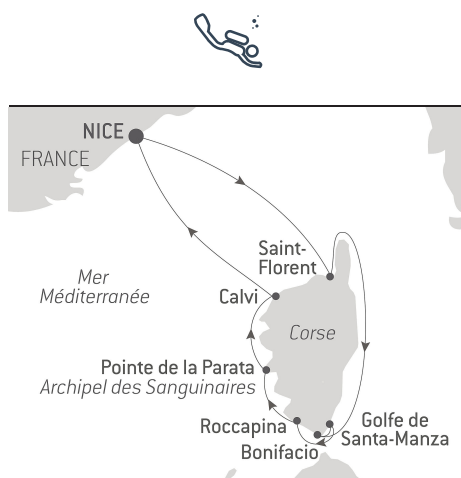 NICE
FRANCE
Saint-
Florent
Mer
Méditerranée
Calvi
Corse
Pointe de la Parata
Archipel des Sanguinaires
Roccapina
Golfe de
Santa-Manza
Bonifacio